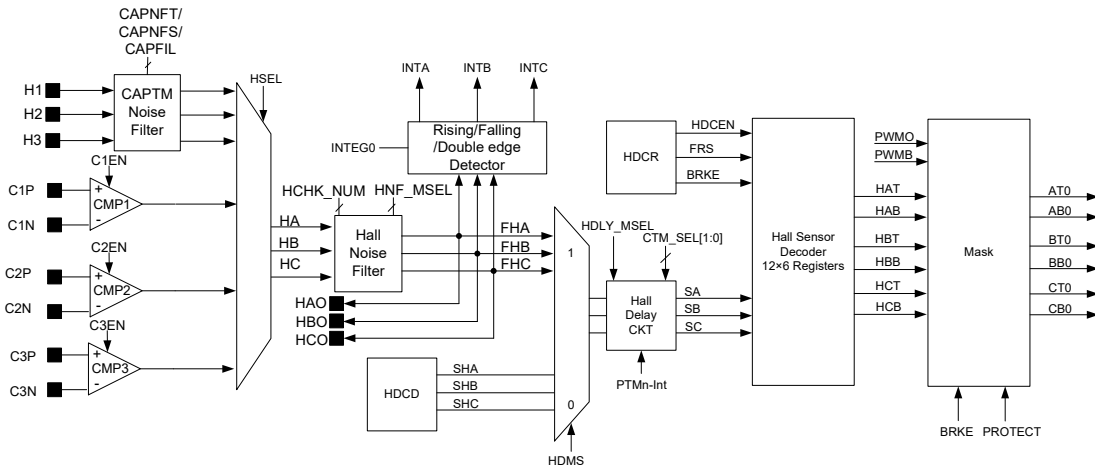 CAPNFT/
CAPNFS/
CAPFIL
H1
H2
H3
CAPTM
Noise
Filter
HSEL
C1EN
C1P
C1N
+
-
CMP1
C2EN
C2P
C2N
+
-
CMP2
C3EN
C3P
C3N
+
-
CMP3
HA
HB
HC
HCHK_NUM
HNF_MSEL
Hall
Noise
Filter
INTA
INTB
INTC
INTEG0
Rising/Falling
/Double edge
Detector
FHA
FHB
FHC
HAO
HBO
HCO
HDCD
SHA
SHB
SHC
1
0
HDMS
HDLY_MSEL
CTM_SEL[1:0]
Hall
Delay
CKT
PTMn-Int
SA
SB
SC
HDCR
HDCEN
FRS
BRKE
Hall Sensor
Decoder
12×6 Registers
HAT
HAB
HBT
HBB
HCT
HCB
PWMO
PWMB
Mask
AT0
AB0
BT0
BB0
CT0
CB0
BRKE
PROTECT